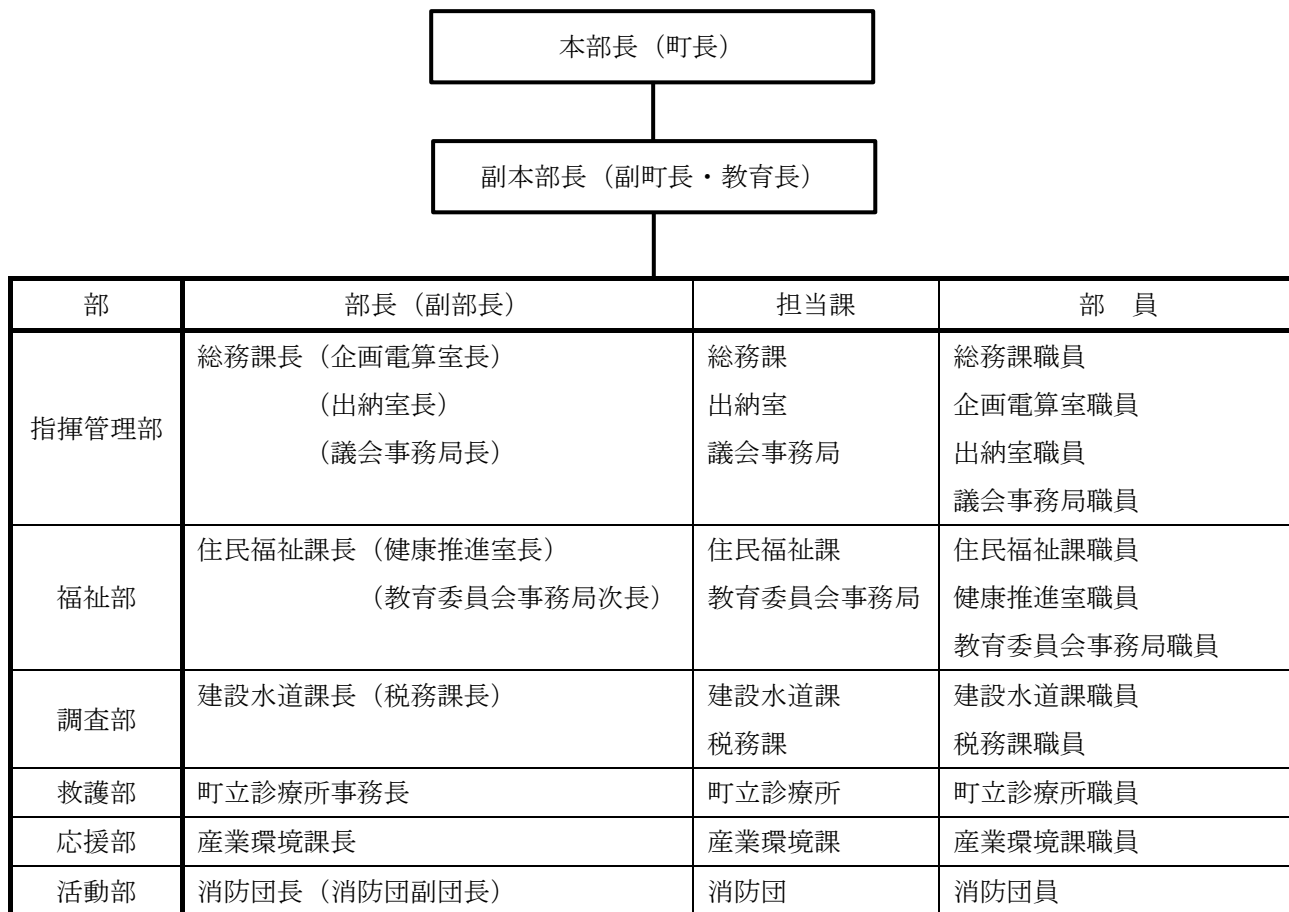 本部長（町長）
副本部長（副町長・教育長）
部 部長（副部長） 担当課 部　員
指揮管理部 総務課長（企画電算室長） 総務課 総務課職員
（出納室長） 出納室 企画電算室職員
（議会事務局長） 議会事務局 出納室職員
議会事務局職員
福祉部 住民福祉課長（健康推進室長） 住民福祉課 住民福祉課職員
（教育委員会事務局次長） 教育委員会事務局 健康推進室職員
教育委員会事務局職員
調査部 建設水道課長（税務課長） 建設水道課 建設水道課職員
税務課 税務課職員
救護部 町立診療所事務長 町立診療所 町立診療所職員
応援部 産業環境課長 産業環境課 産業環境課職員
活動部 消防団長（消防団副団長） 消防団 消防団員